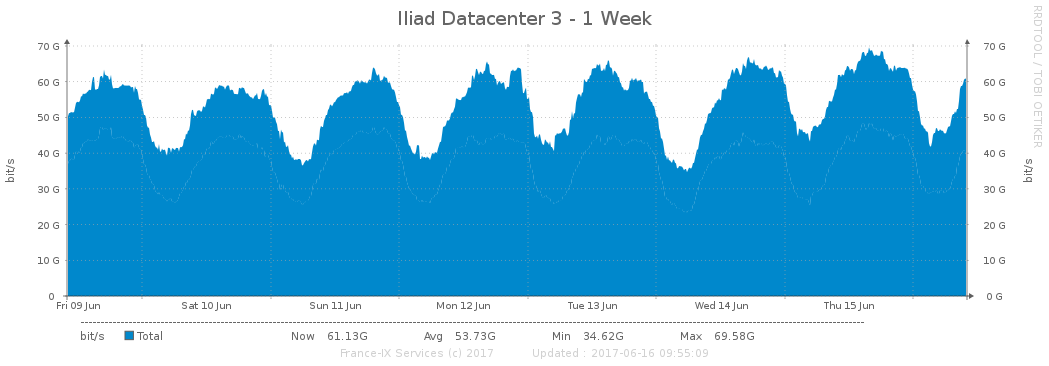 Iliad Datacenter 3 - 1 Week
RRDTOOL / TOBI OETIKER
70 G 70 G
60 G 60 G
50 G 50 G
40 G 40 G
30 G 30 G
20 G 20 G
10 G 10 G
0 0 G
bit/s bit/s
Fri 09 Jun Sat 10 Jun Sun 11 Jun Mon 12 Jun Tue 13 Jun Wed 14 Jun Thu 15 Jun
bit/s Total Now 61.13G Avg 53.73G Min 34.62G Max 69.58G
France-IX Services (c) 2017 Updated : 2017-06-16 09:55:09